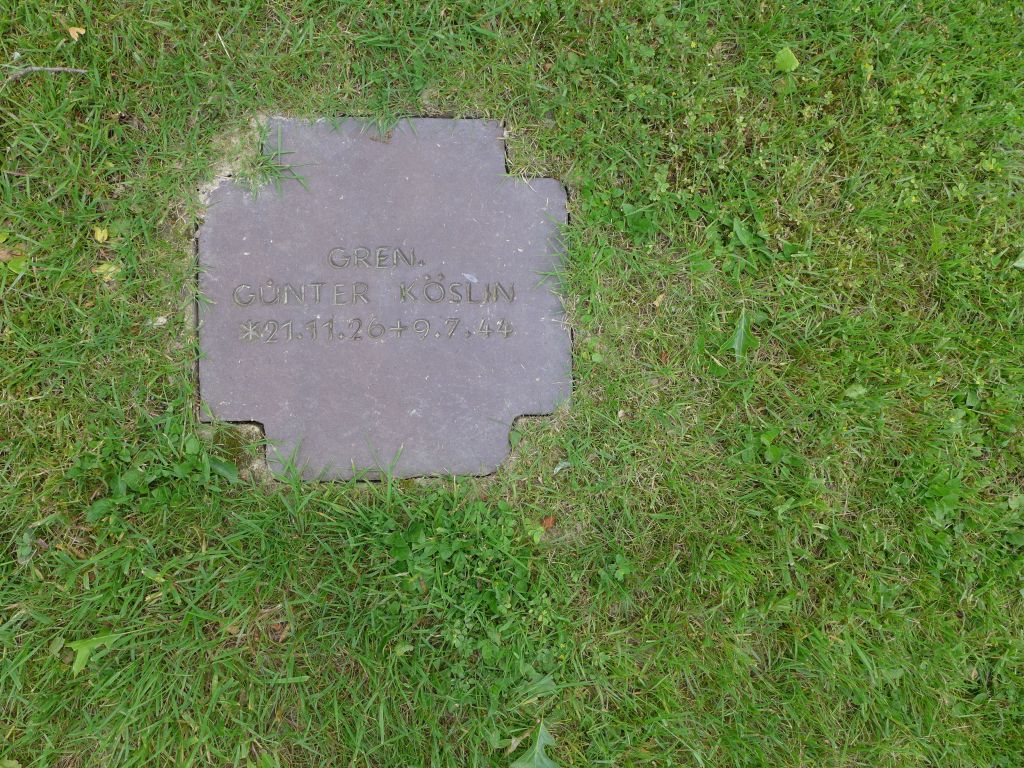 GREN.
GÜNTER KÖSLIN
*21.11.26+9.7.44